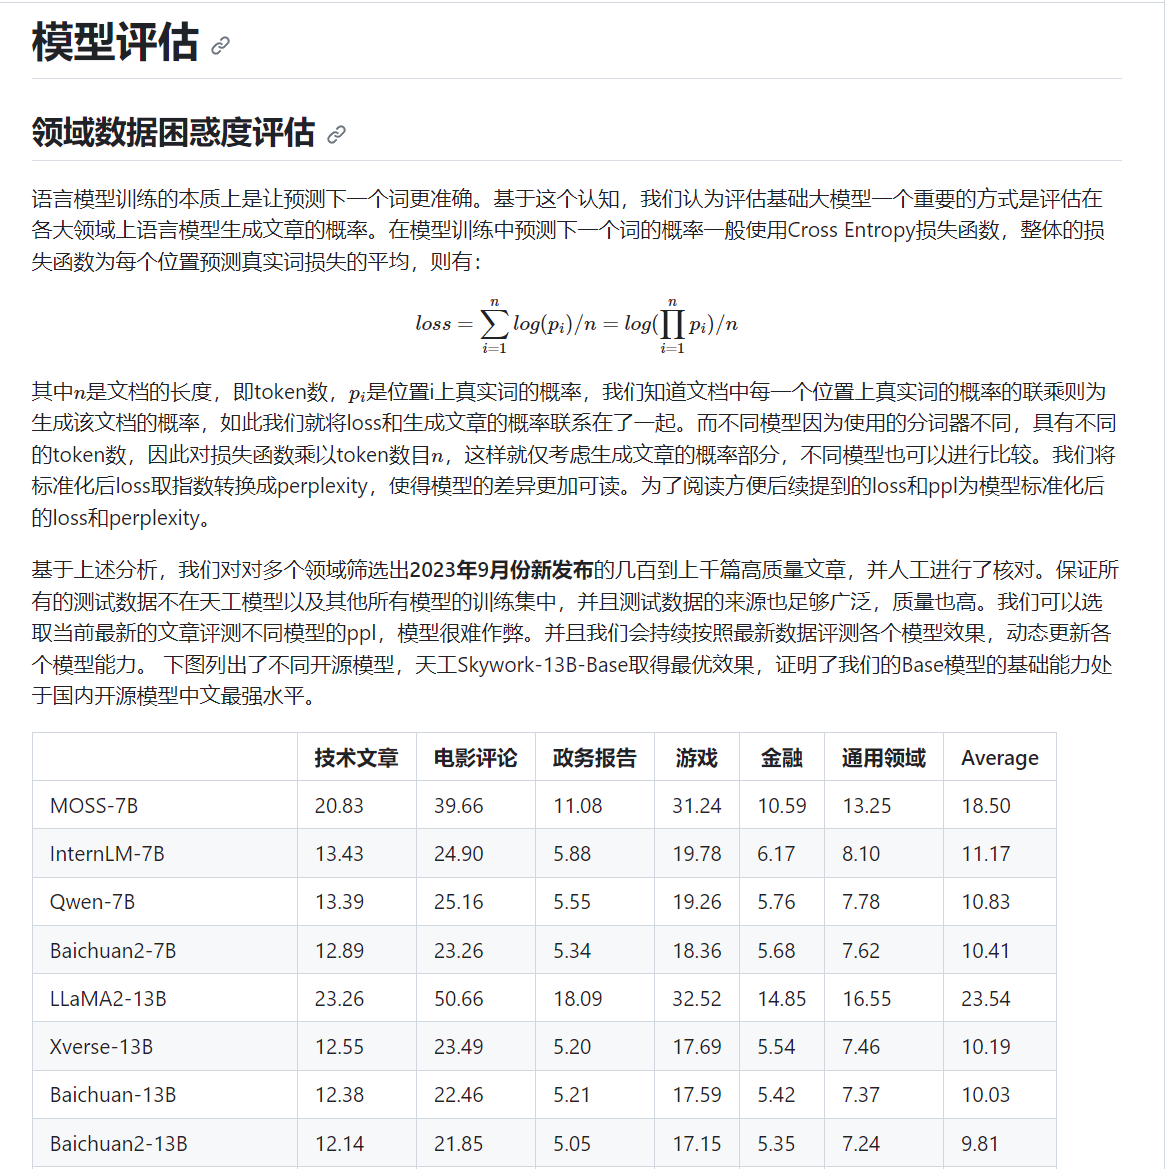 模型评估
领域数据困惑度评估
语言模型训练的本质上是让预测下一个词更准确。基于这个认知，我们认为评估基础大模型一个重要的方式是评估在
各大领域上语言模型生成文章的概率。在模型训练中预测下一个词的概率一般使用Cross Entropy损失函数，整体的损
失函数为每个位置预测真实词损失的平均，则有：
loss = ∑_{i=1}^{n} log(p_i)/n = log(∏_{i=1}^{n} p_i)/n
其中n是文档的长度，即token数，p_i是位置i上真实词的概率，我们知道文档中每一个位置上真实词的概率的联乘则为
生成该文档的概率，如此我们就将loss和生成文章的概率联系在了一起。而不同模型因为使用的分词器不同，具有不同
的token数，因此对损失函数乘以token数目n，这样就仅考虑生成文章的概率部分，不同模型也可以进行比较。我们将
标准化后loss取指数转换成perplexity，使得模型的差异更加可读。为了阅读方便后续提到的loss和ppl为模型标准化后
的loss和perplexity。
基于上述分析，我们对对多个领域筛选出2023年9月份新发布的几百到上千篇高质量文章，并人工进行了核对。保证所
有的测试数据不在天工模型以及其他所有模型的训练集中，并且测试数据的来源也足够广泛，质量也高。我们可以选
取当前最新的文章评测不同模型的ppl，模型很难作弊。并且我们会持续按照最新数据评测各个模型效果，动态更新各
个模型能力。 下图列出了不同开源模型，天工Skywork-13B-Base取得最优效果，证明了我们的Base模型的基础能力处
于国内开源模型中文最强水平。
技术文章 电影评论 政务报告 游戏 金融 通用领域 Average
MOSS-7B 20.83 39.66 11.08 31.24 10.59 13.25 18.50
InternLM-7B 13.43 24.90 5.88 19.78 6.17 8.10 11.17
Qwen-7B 13.39 25.16 5.55 19.26 5.76 7.78 10.83
Baichuan2-7B 12.89 23.26 5.34 18.36 5.68 7.62 10.41
LLaMA2-13B 23.26 50.66 18.09 32.52 14.85 16.55 23.54
Xverse-13B 12.55 23.49 5.20 17.69 5.54 7.46 10.19
Baichuan-13B 12.38 22.46 5.21 17.59 5.42 7.37 10.03
Baichuan2-13B 12.14 21.85 5.05 17.15 5.35 7.24 9.81